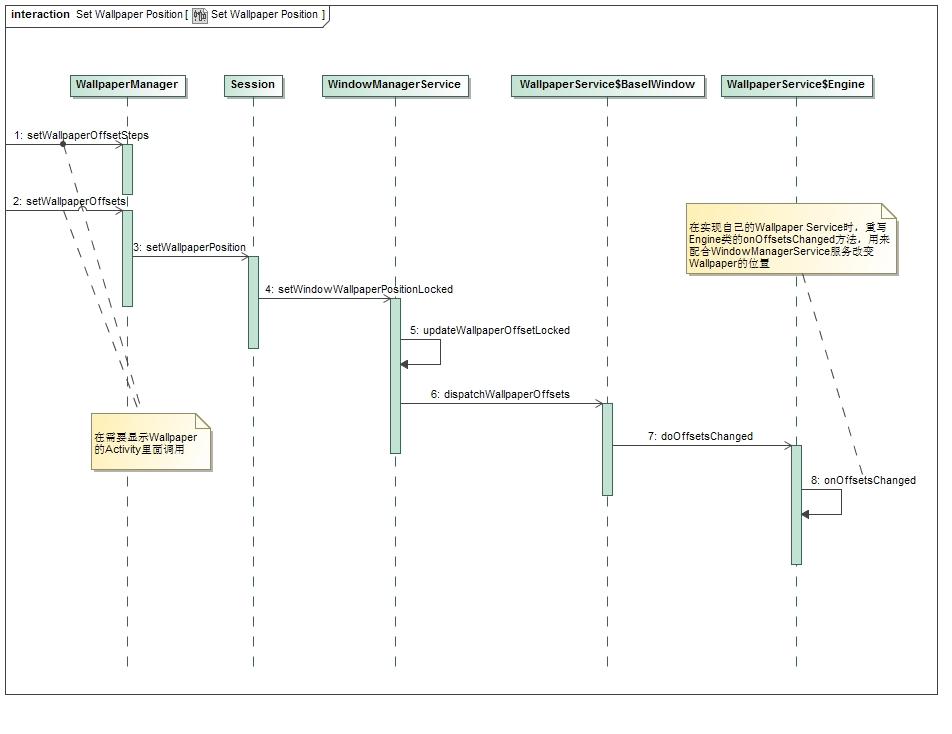 interaction Set Wallpaper Position [ Set Wallpaper Position ]
WallpaperManager
Session
WindowManagerService
WallpaperService$BaseIWindow
WallpaperService$Engine
1: setWallpaperOffsetSteps
2: setWallpaperOffsets
3: setWallpaperPosition
4: setWindowWallpaperPositionLocked
5: updateWallpaperOffsetLocked
6: dispatchWallpaperOffsets
7: doOffsetsChanged
8: onOffsetsChanged
在实现自己的Wallpaper Service时，重写
Engine类的onOffsetsChanged方法，用来
配合WindowManagerService服务改变
Wallpaper的位置
在需要显示Wallpaper
的Activity里面调用